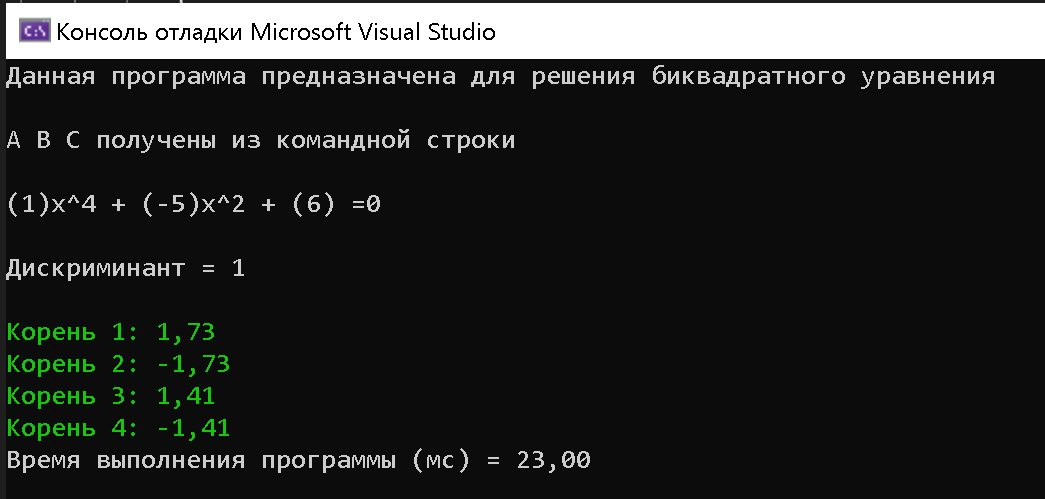 Консоль отладки Microsoft Visual Studio
Данная программа предназначена для решения биквадратного уравнения
A B C получены из командной строки
(1)x^4 + (-5)x^2 + (6) =0
Дискриминант = 1
Корень 1: 1,73
Корень 2: -1,73
Корень 3: 1,41
Корень 4: -1,41
Время выполнения программы (мс) = 23,00